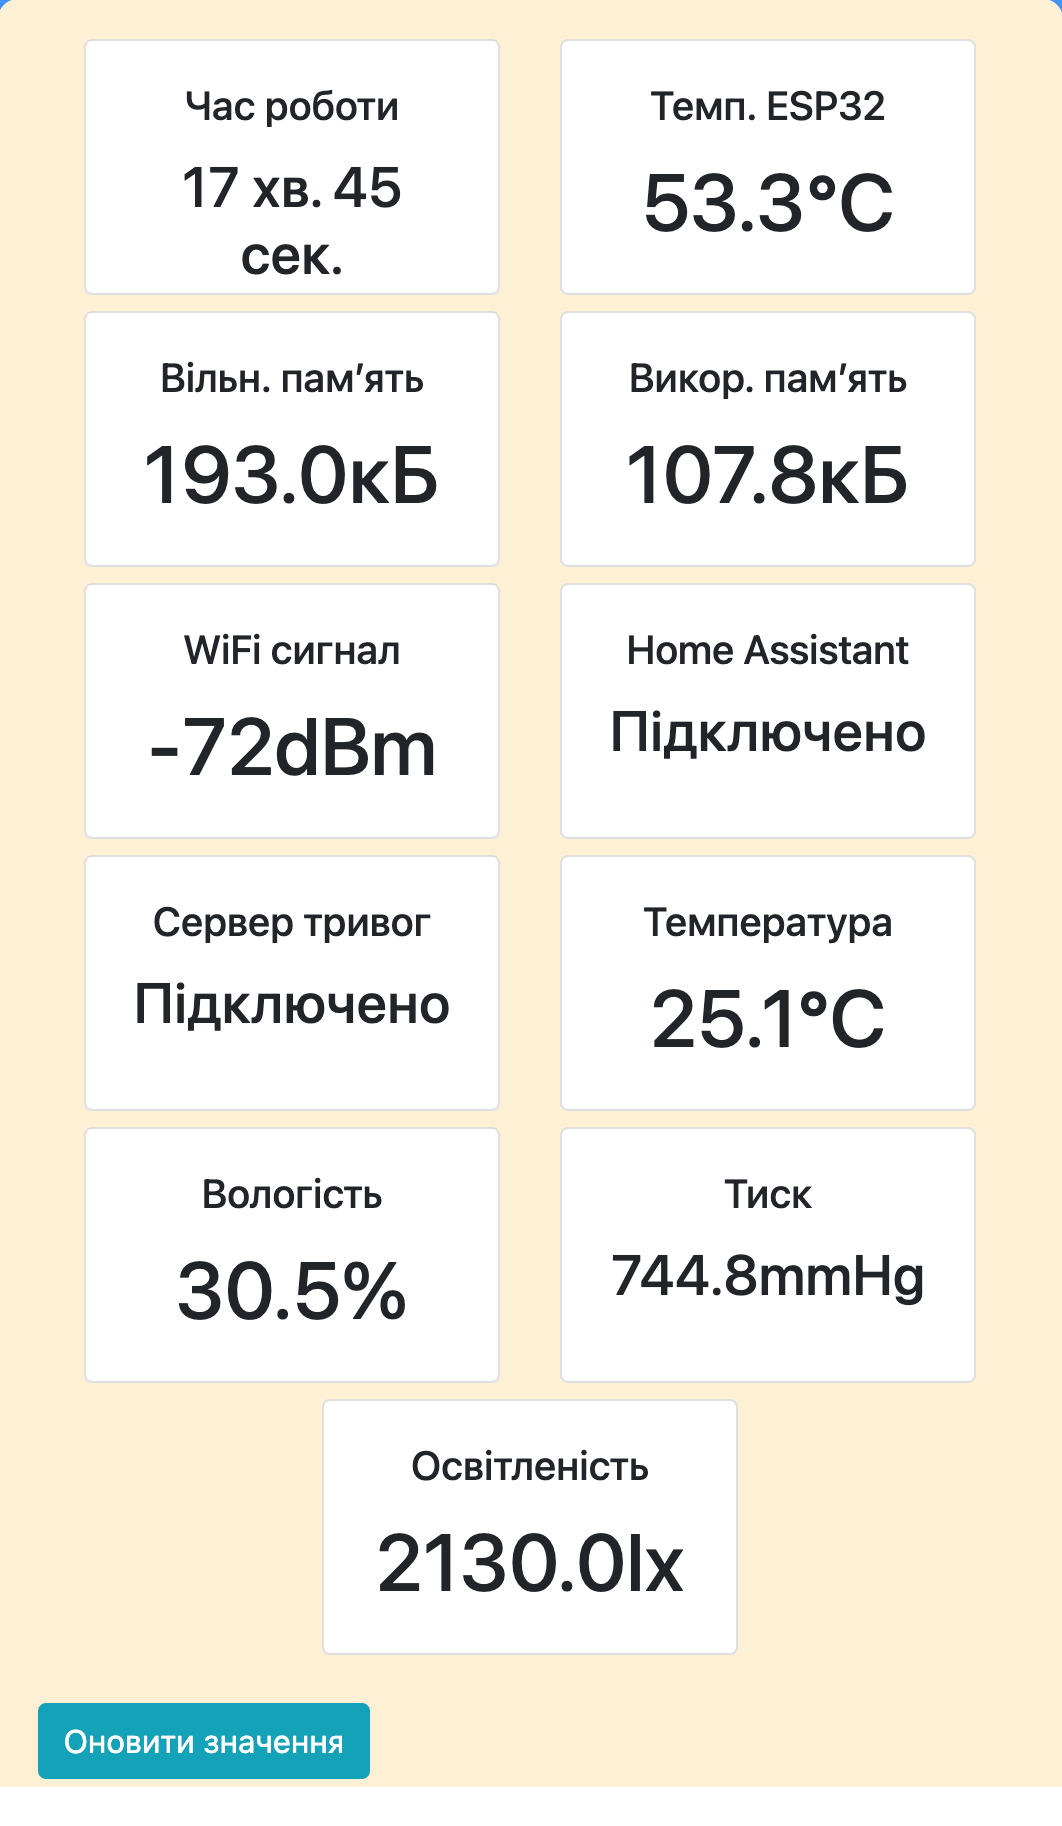 Час роботи
17 хв. 45
сек.
Темп. ESP32
53.3°C
Вільн. пам'ять
193.0кБ
Викор. пам'ять
107.8кБ
WiFi сигнал
-72dBm
Home Assistant
Підключено
Сервер тривог
Підключено
Температура
25.1°C
Вологість
30.5%
Тиск
744.8mmHg
Освітленість
2130.0lx
Оновити значення